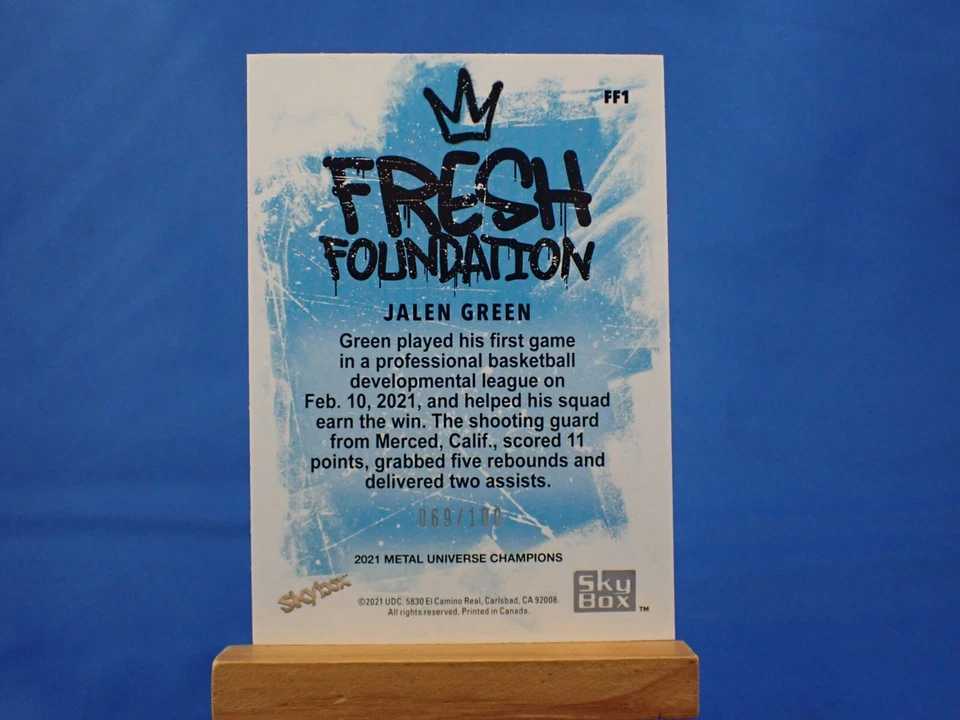 FF1
FRESH
FOUNDATION
JALEN GREEN
Green played his first game
in a professional basketball
developmental league on
Feb. 10, 2021, and helped his squad
earn the win. The shooting guard
from Merced, Calif., scored 11
points, grabbed five rebounds and
delivered two assists.
069/100
2021 METAL UNIVERSE CHAMPIONS
skybox
©2021 UDC. 5830 El Camino Real, Carlsbad, CA 92008.
All rights reserved. Printed in Canada.
Sky
Box ™